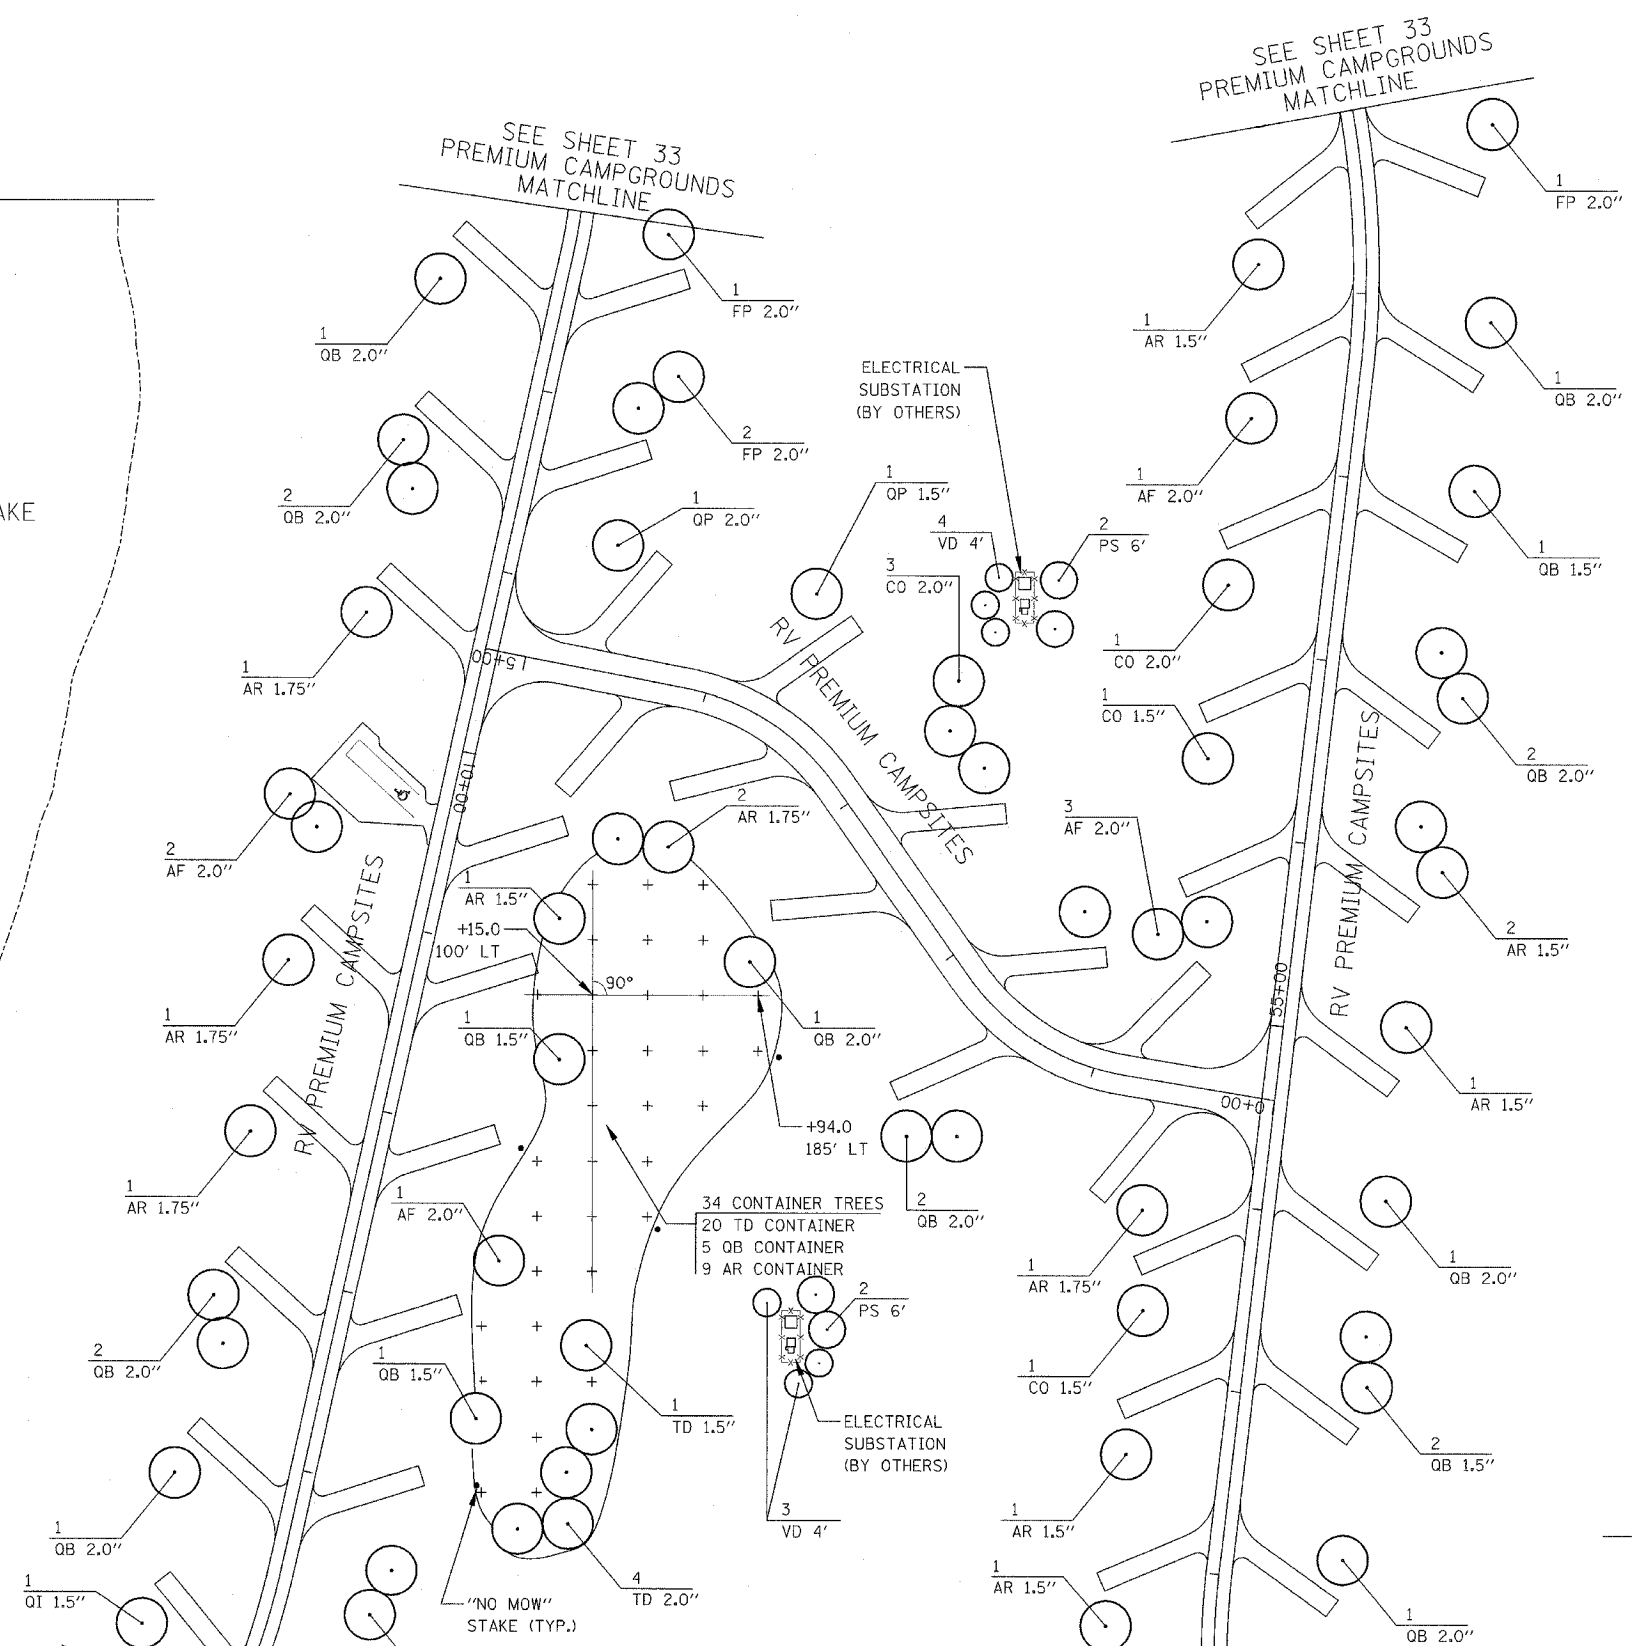 SEE SHEET 33
PREMIUM CAMPGROUNDS
MATCHLINE
SEE SHEET 33
PREMIUM CAMPGROUNDS
MATCHLINE
1
FP 2.0"
1
FP 2.0"
1
QB 2.0"
1
AR 1.5"
1
QB 2.0"
ELECTRICAL
SUBSTATION
(BY OTHERS)
2
FP 2.0"
2
QB 2.0"
1
QP 2.0"
1
QP 1.5"
4
VD 4'
2
PS 6'
3
CO 2.0"
1
AF 2.0"
1
QB 1.5"
AKE
1
AR 1.75"
15+00
RV PREMIUM CAMPSITES
1
CO 2.0"
1
CO 1.5"
2
QB 2.0"
10+00
2
AF 2.0"
2
AR 1.75"
3
AF 2.0"
RV PREMIUM CAMPSITES
RV PREMIUM CAMPSITES
1
AR 1.5"
+15.0
100' LT
90°
2
AR 1.5"
1
AR 1.75"
1
QB 1.5"
1
QB 2.0"
55+00
1
AR 1.5"
0+00
+94.0
185' LT
1
AR 1.75"
1
AF 2.0"
34 CONTAINER TREES
20 TD CONTAINER
5 QB CONTAINER
9 AR CONTAINER
2
QB 2.0"
1
AR 1.75"
1
QB 2.0"
2
PS 6'
2
QB 2.0"
1
QB 1.5"
1
TD 1.5"
ELECTRICAL
SUBSTATION
(BY OTHERS)
1
CO 1.5"
2
QB 1.5"
3
VD 4'
1
AR 1.5"
1
QB 2.0"
1
QI 1.5"
"NO MOW"
STAKE (TYP.)
4
TD 2.0"
1
AR 1.5"
1
QB 2.0"